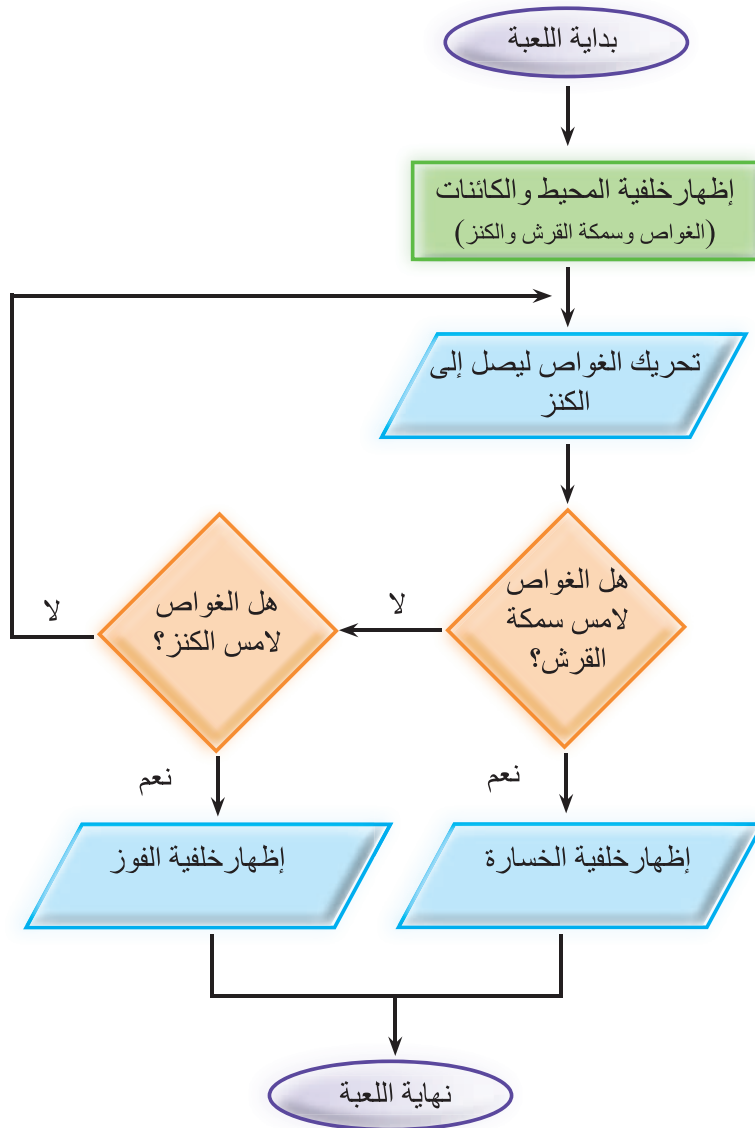 بداية اللعبة
إظهار خلفية المحيط والكائنات
(الغواص وسمكة القرش والكنز)
تحريك الغواص ليصل إلى
الكنز
هل الغواص
لامس سمكة
القرش؟
لا
هل الغواص
لامس الكنز؟
لا
نعم
نعم
إظهار خلفية الخسارة
إظهار خلفية الفوز
نهاية اللعبة